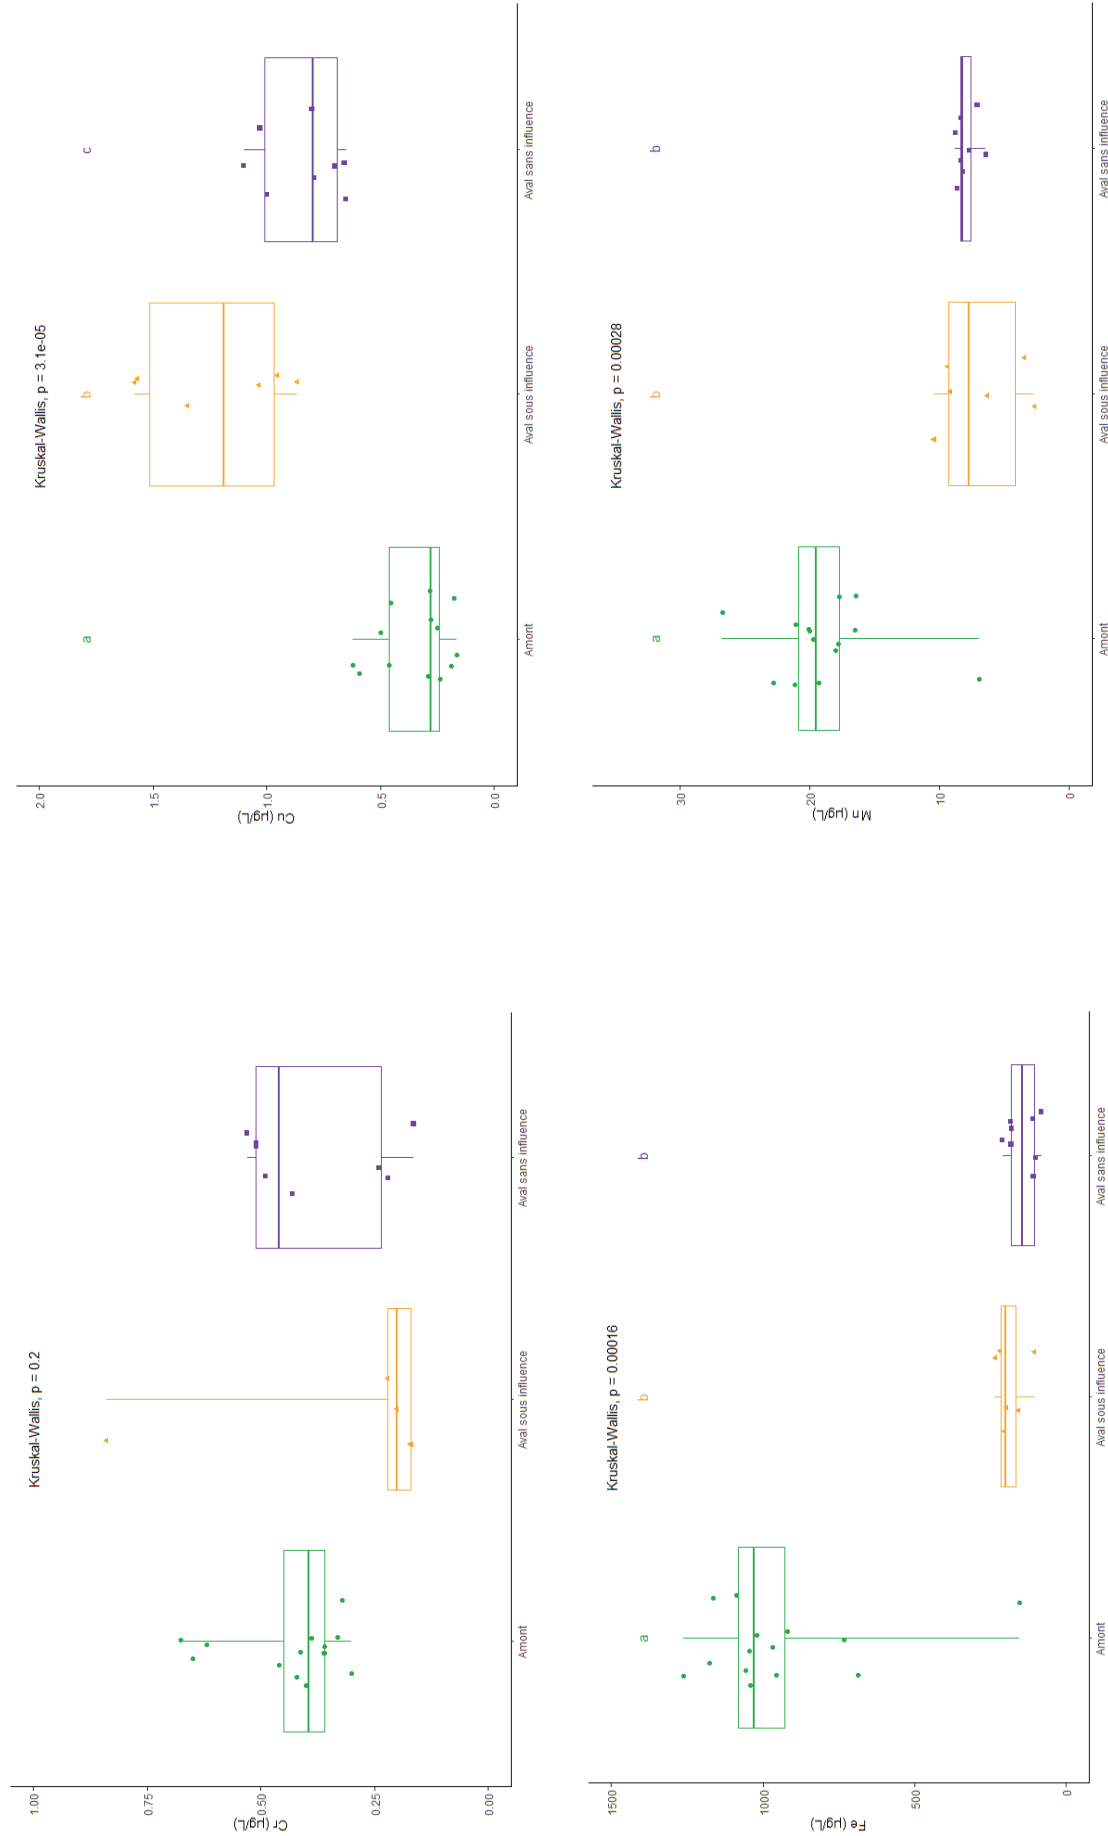 Kruskal-Wallis, p = 0.2
1.00
0.75
0.50
0.25
0.00
Cr (µg/L)
Amont
Aval sous influence
Aval sans influence
Kruskal-Wallis, p = 3.1e-05
a
b
c
2.0
1.5
1.0
0.5
0.0
Cu (µg/L)
Amont
Aval sous influence
Aval sans influence
Kruskal-Wallis, p = 0.00016
a
b
b
1500
1000
500
0
Fe (µg/L)
Amont
Aval sous influence
Aval sans influence
Kruskal-Wallis, p = 0.00028
a
b
b
30
20
10
0
Mn (µg/L)
Amont
Aval sous influence
Aval sans influence